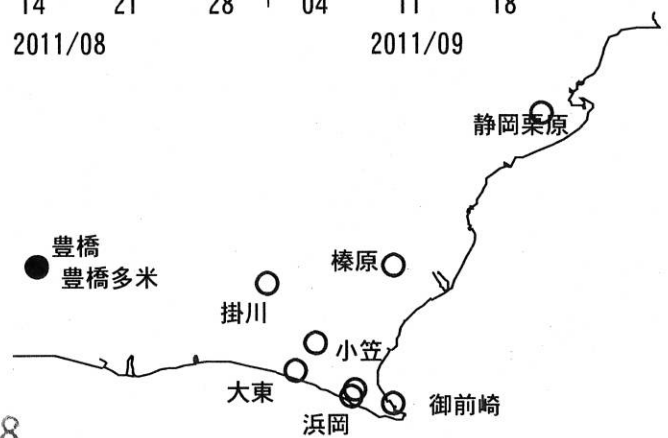 14 21 28 04 11 18
2011/08 2011/09
静岡栗原
豊橋
豊橋多米
榛原
掛川
小笠
大東
浜岡
御前崎
8